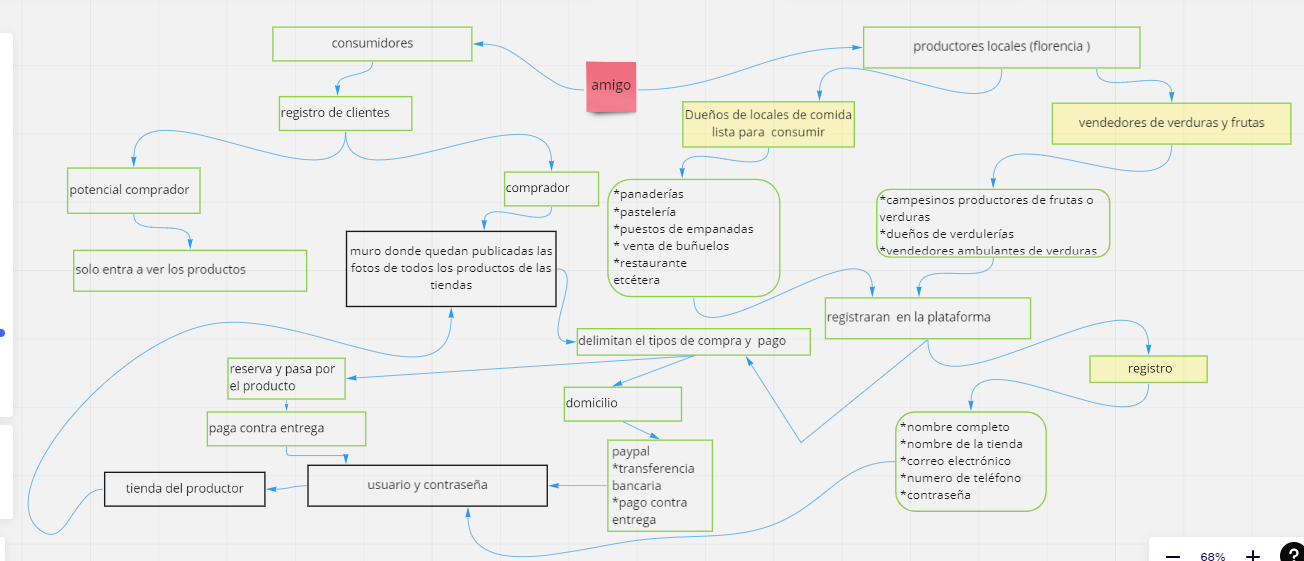 consumidores
productores locales (florencia )
amigo
registro de clientes
Dueños de locales de comida
lista para  consumir
vendedores de verduras y frutas
potencial comprador
comprador
*panaderías
*pastelería
*puestos de empanadas
* venta de buñuelos
*restaurante
etcétera
*campesinos productores de frutas o
verduras
*dueños de verdulerías
*vendedores ambulantes de verduras
solo entra a ver los productos
muro donde quedan publicadas las
fotos de todos los productos de las
tiendas
registraran  en la plataforma
delimitan el tipos de compra y  pago
reserva y pasa por
el producto
registro
domicilio
paga contra entrega
*nombre completo
*nombre de la tienda
*correo electrónico
*numero de teléfono
*contraseña
paypal
*transferencia
bancaria
*pago contra
entrega
usuario y contraseña
tienda del productor
68%
?